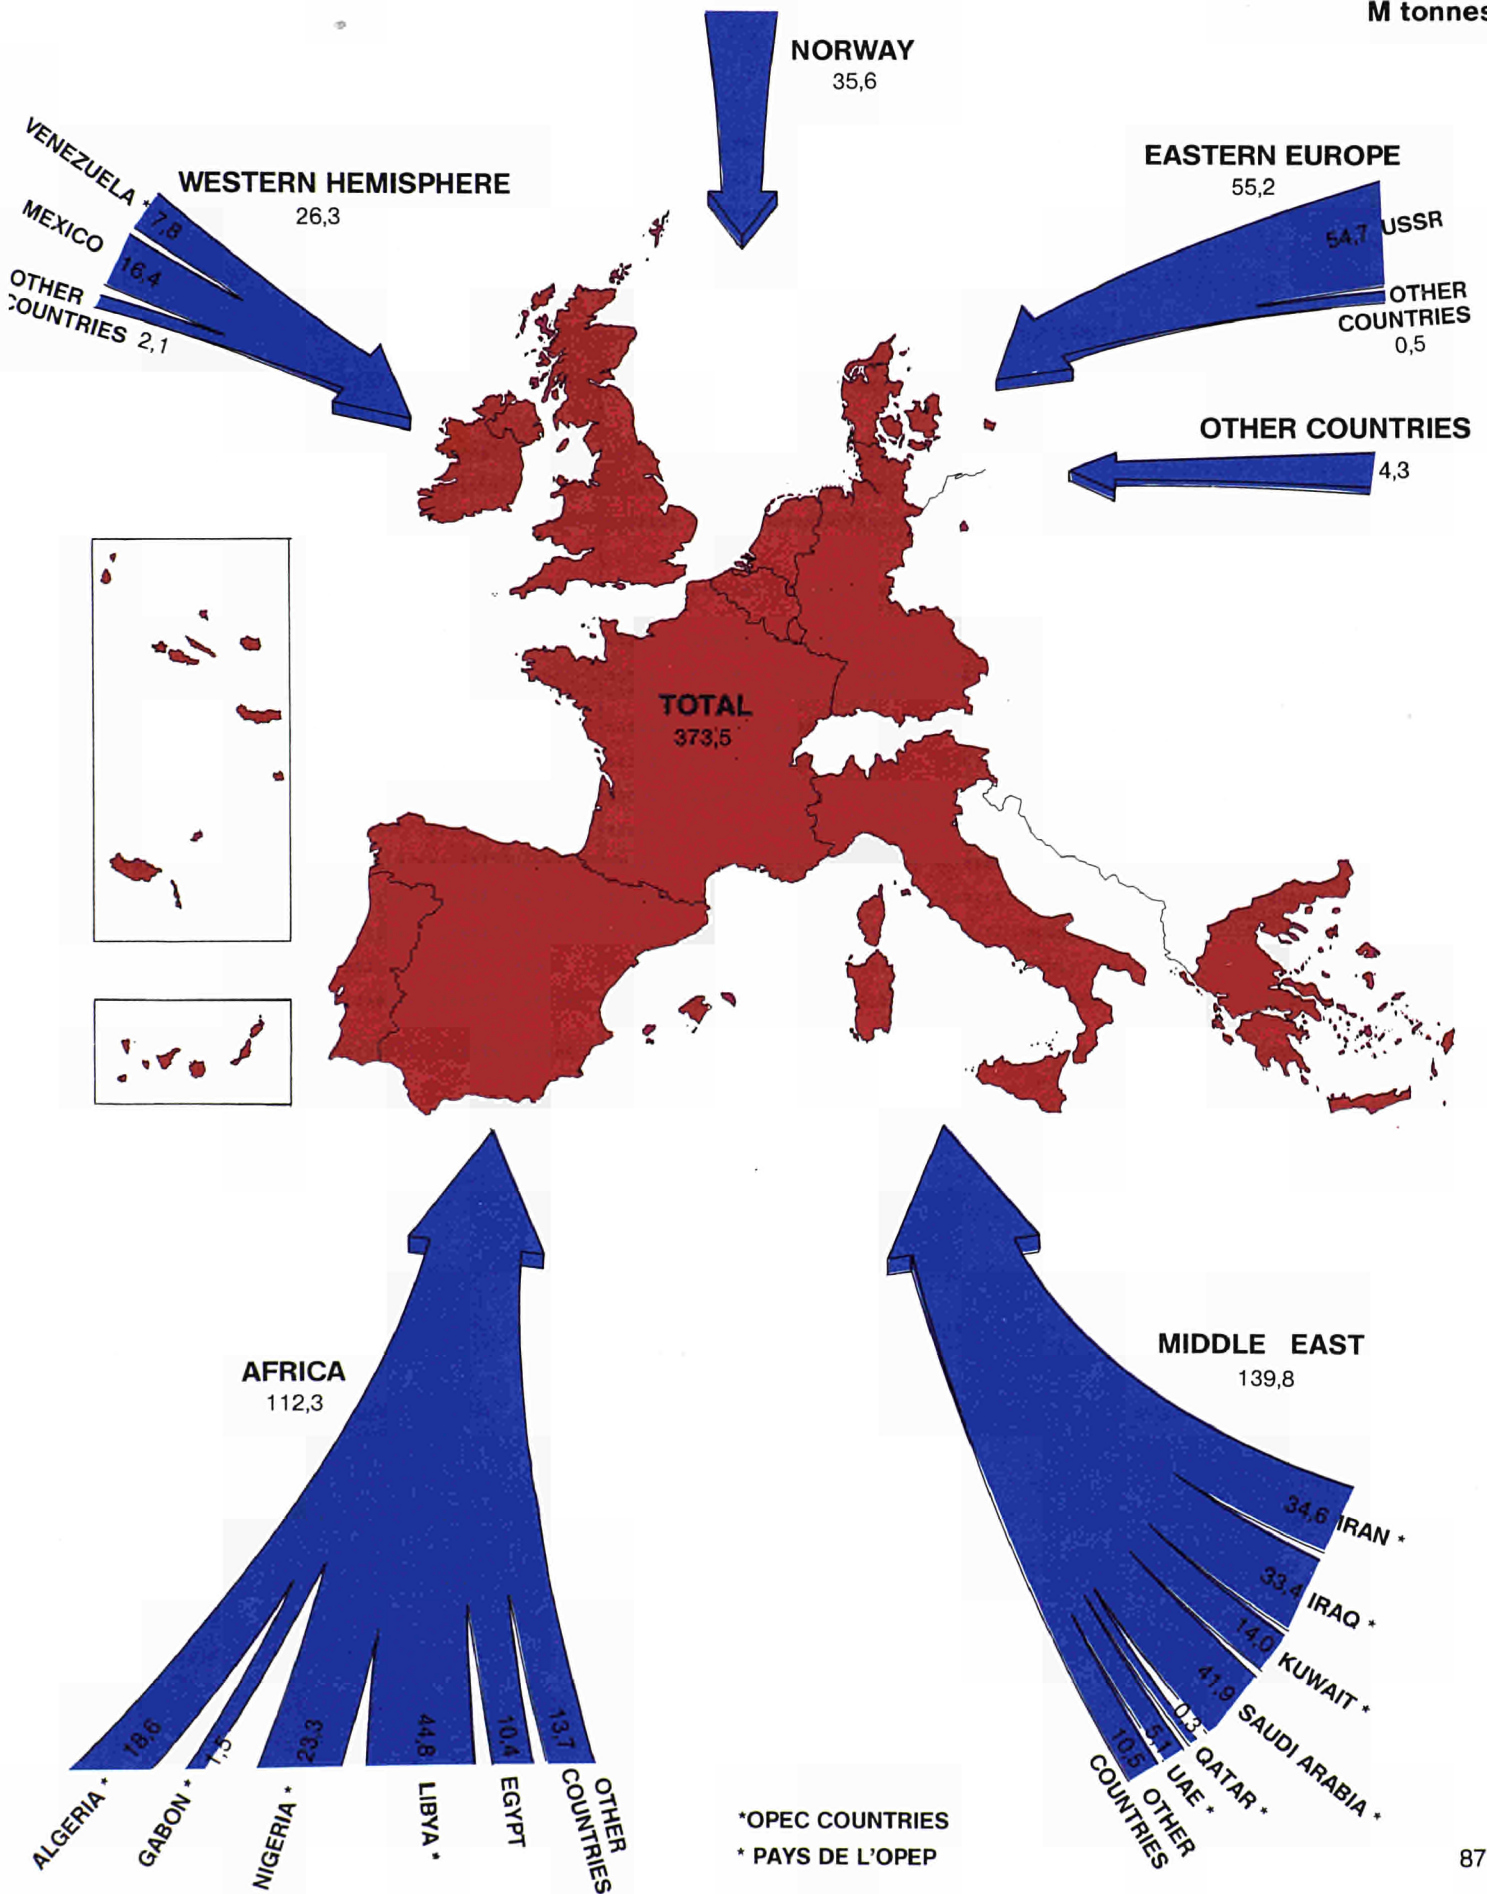 M tonnes
NORWAY
35,6
WESTERN HEMISPHERE
26,3
VENEZUELA *
7,8
MEXICO
16,4
OTHER
COUNTRIES 2,1
EASTERN EUROPE
55,2
54,7 USSR
OTHER
COUNTRIES
0,5
OTHER COUNTRIES
4,3
TOTAL
373,5
AFRICA
112,3
18,6
ALGERIA *
1,5
GABON *
23,3
NIGERIA *
44,8
LIBYA *
10,4
EGYPT
13,7
OTHER
COUNTRIES
MIDDLE EAST
139,8
34,6 IRAN *
33,4 IRAQ *
14,0 KUWAIT *
41,9 SAUDI ARABIA *
0,3 QATAR *
5,1 UAE *
10,5 OTHER
COUNTRIES
*OPEC COUNTRIES
* PAYS DE L'OPEP
87